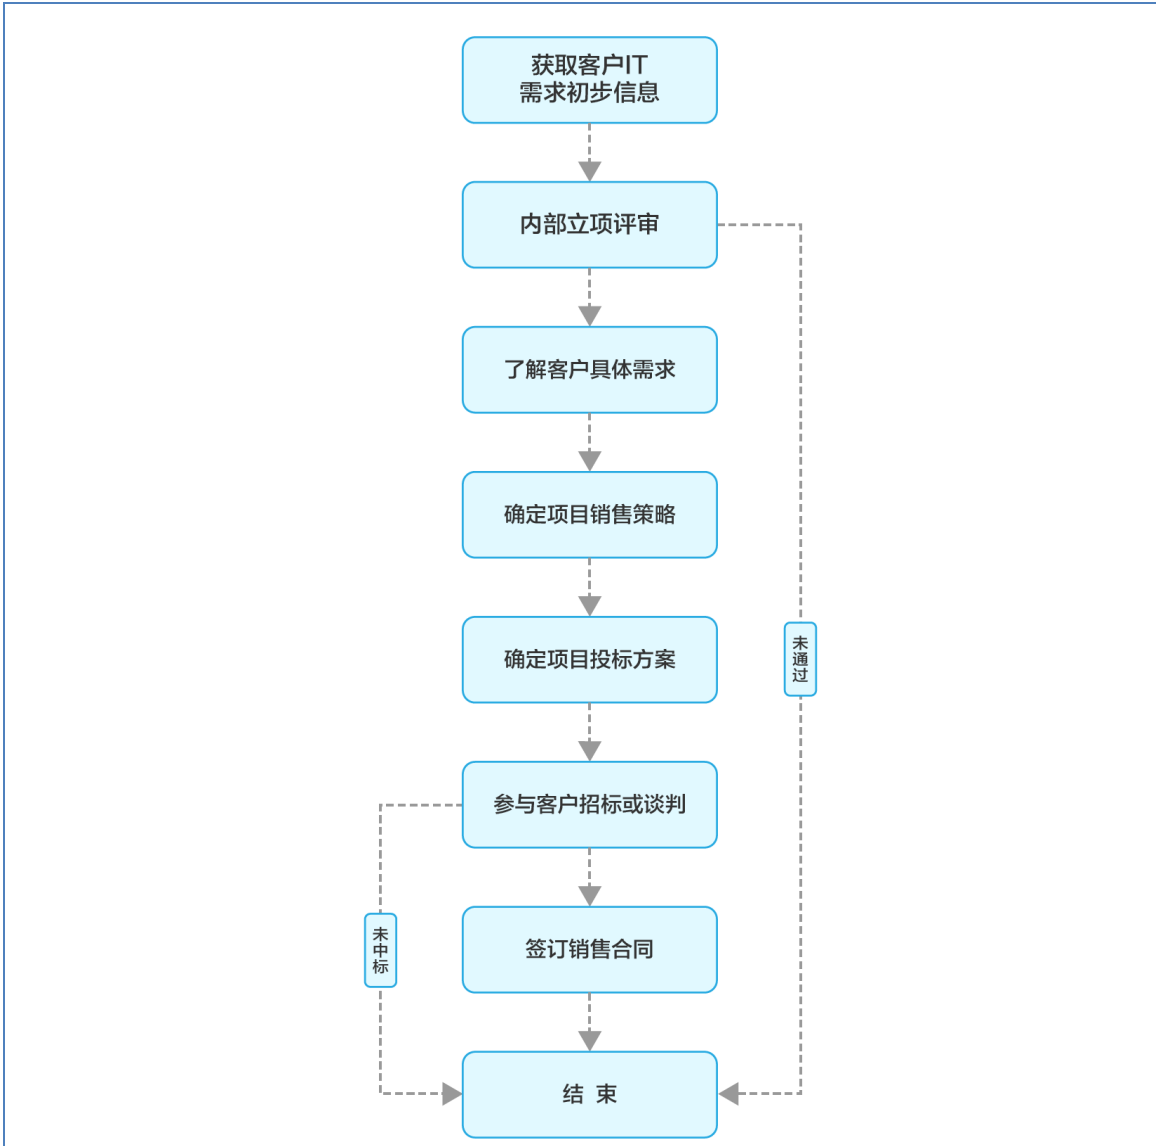 获取客户IT
需求初步信息
内部立项评审
了解客户具体需求
确定项目销售策略
确定项目投标方案
未通过
参与客户招标或谈判
签订销售合同
未中标
结 束